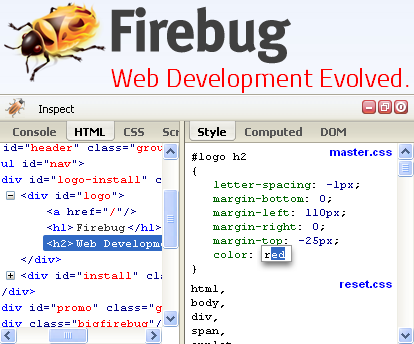 Firebug
Web Development Evolved.
Inspect
Console HTML CSS Scr
id="header" class="grou
ul id="nav">
div id="logo-install" c
<div id="logo">
<a href="/"/>
<h1>Firebug</h1>
<h2>Web Developme
</div>
<div id="install" c
/div>
div id="promo" class="g
div class="bigfirebug"/
Style Computed DOM
#logo h2 master.css
{
letter-spacing: -1px;
margin-bottom: 0;
margin-left: 110px;
margin-right: 0;
margin-top: -25px;
color: red
}
html, reset.css
body,
div,
span,